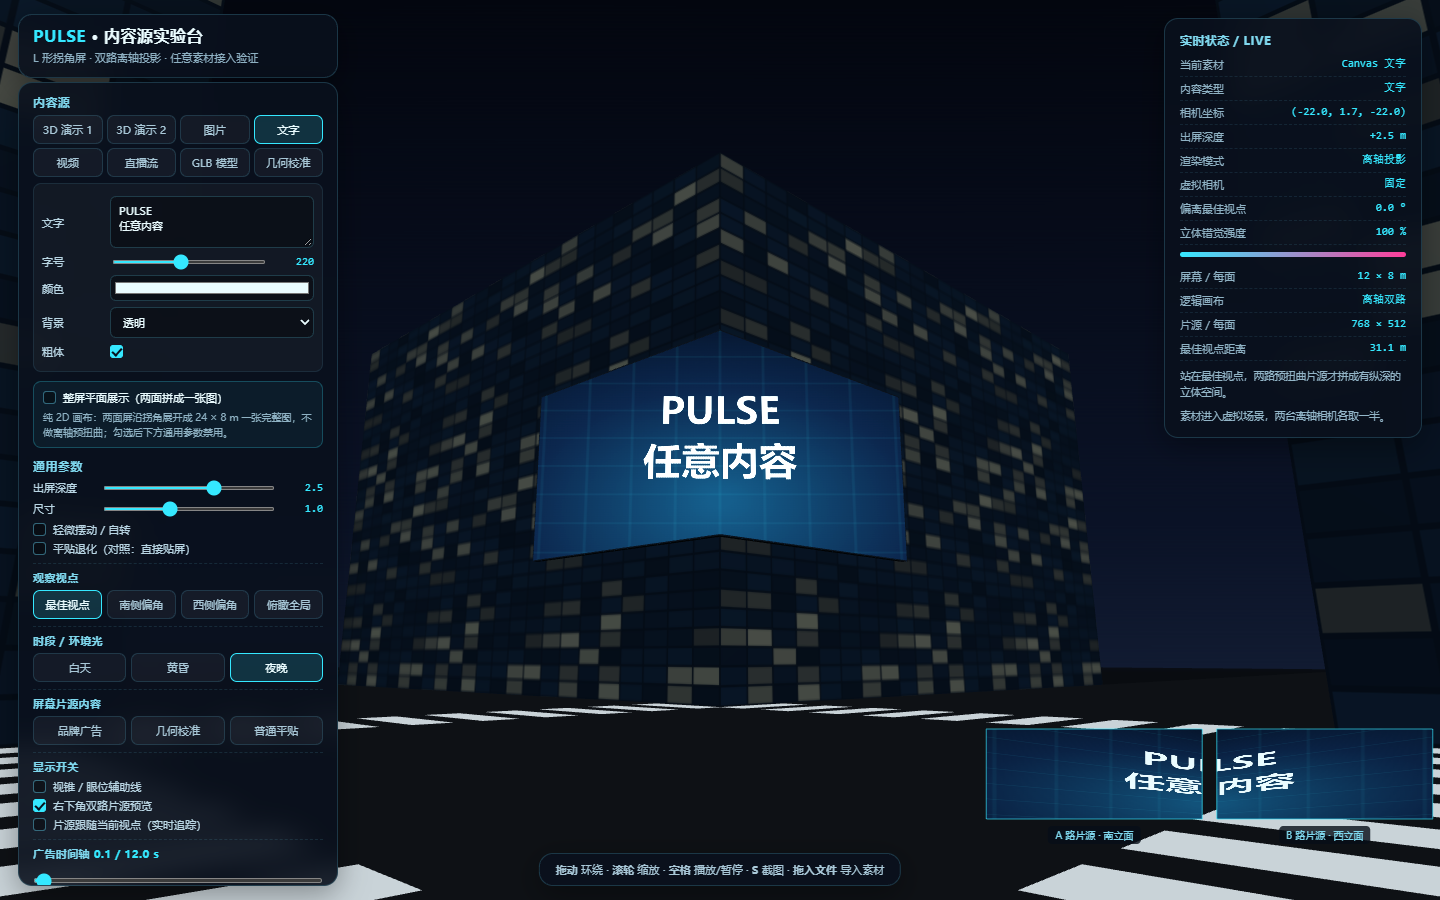 PULSE • 内容源实验台
L 形拐角屏 · 双路离轴投影 · 任意素材接入验证
内容源
3D 演示 1
3D 演示 2
图片
文字
视频
直播流
GLB 模型
几何校准
文字
PULSE
任意内容
字号
220
颜色
背景
透明
粗体
整屏平面展示（两面拼成一张图）
纯 2D 画布：两面屏沿拐角展开成 24 × 8 m 一张完整图，不
做离轴预扭曲；勾选后下方通用参数禁用。
通用参数
出屏深度
2.5
尺寸
1.0
轻微摆动 / 自转
平贴退化（对照：直接贴屏）
观察视点
最佳视点
南侧偏角
西侧偏角
俯瞰全局
时段 / 环境光
白天
黄昏
夜晚
屏幕片源内容
品牌广告
几何校准
普通平贴
显示开关
视锥 / 眼位辅助线
右下角双路片源预览
片源跟随当前视点（实时追踪）
广告时间轴 0.1 / 12.0 s
PULSE
任意内容
实时状态 / LIVE
当前素材
Canvas 文字
内容类型
文字
相机坐标
(-22.0, 1.7, -22.0)
出屏深度
+2.5 m
渲染模式
离轴投影
虚拟相机
固定
偏离最佳视点
0.0 °
立体错觉强度
100 %
屏幕 / 每面
12 × 8 m
逻辑画布
离轴双路
片源 / 每面
768 × 512
最佳视点距离
31.1 m
站在最佳视点，两路预扭曲片源才拼成有纵深的
立体空间。
素材进入虚拟场景，两台离轴相机各取一半。
PULSE
任意内容
A 路片源 · 南立面
B 路片源 · 西立面
拖动 环绕 · 滚轮 缩放 · 空格 播放/暂停 · S 截图 · 拖入文件 导入素材